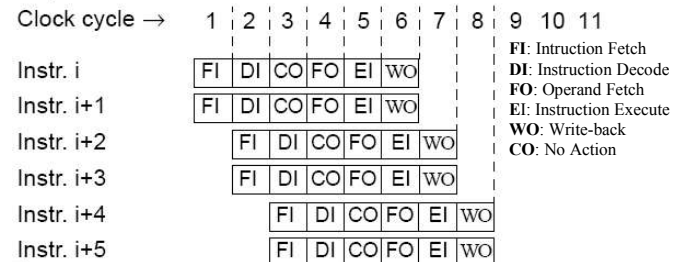 Clock cycle → 1 2 3 4 5 6 7 8 9 10 11
Instr. i FI DI CO FO EI WO
Instr. i+1 FI DI CO FO EI WO
Instr. i+2 FI DI CO FO EI WO
Instr. i+3 FI DI CO FO EI WO
Instr. i+4 FI DI CO FO EI WO
Instr. i+5 FI DI CO FO EI WO
FI: Intruction Fetch
DI: Instruction Decode
FO: Operand Fetch
EI: Instruction Execute
WO: Write-back
CO: No Action